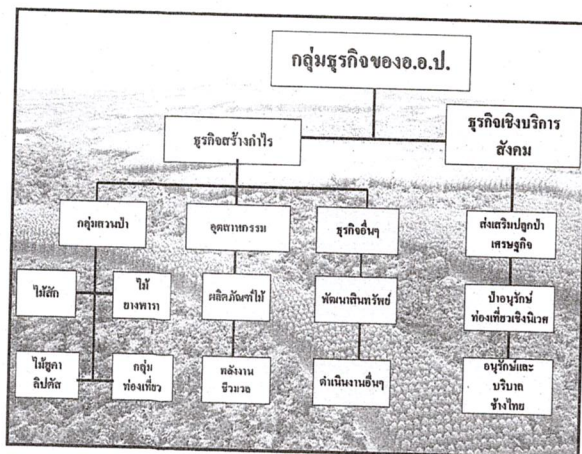 กลุ่มธุรกิจของอ.อ.ป.
ธุรกิจสร้างกำไร
ธุรกิจเชิงบริการ
สังคม
กลุ่มสวนป่า
อุตสาหกรรม
ธุรกิจอื่นๆ
ส่งเสริมปลูกป่า
เศรษฐกิจ
ไม้สัก
ไม้
ยางพารา
ผลิตภัณฑ์ไม้
พัฒนาสินทรัพย์
ป่าอนุรักษ์
ท่องเที่ยวเชิงนิเวศ
ไม้ยูคา
ลิปตัส
กลุ่ม
ท่องเที่ยว
พลังงาน
ชีวมวล
ดำเนินงานอื่นๆ
อนุรักษ์และ
บริบาล
ช้างไทย